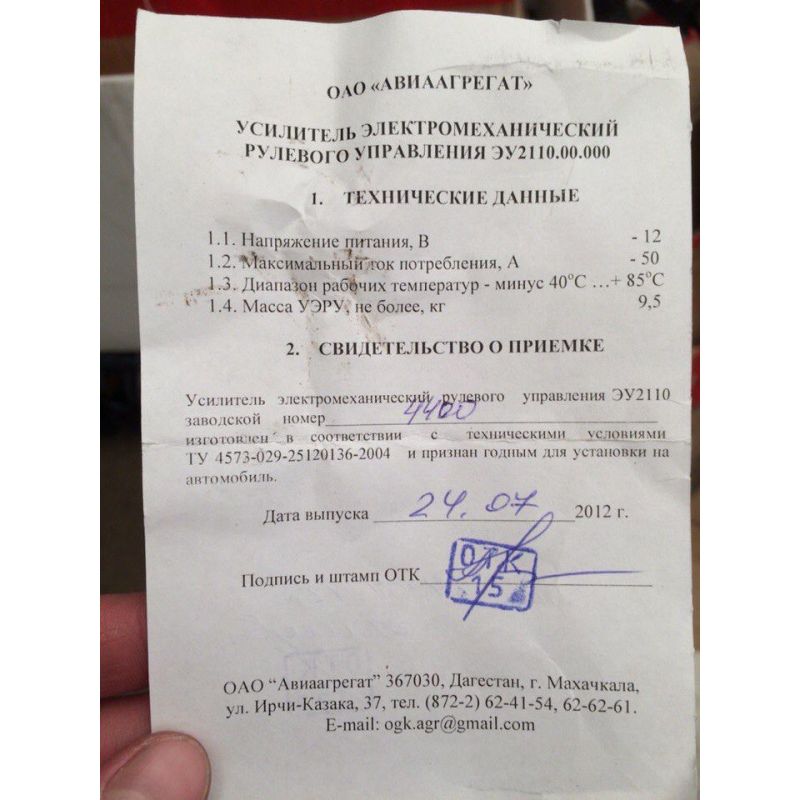 ОАО «АВИААГРЕГАТ»
УСИЛИТЕЛЬ ЭЛЕКТРОМЕХАНИЧЕСКИЙ
РУЛЕВОГО УПРАВЛЕНИЯ ЭУ2110.00.000
1. ТЕХНИЧЕСКИЕ ДАННЫЕ
1.1. Напряжение питания, В - 12
1.2. Максимальный ток потребления, А - 50
1.3. Диапазон рабочих температур - минус 40°С …+ 85°С
1.4. Масса УЭРУ, не более, кг 9,5
2. СВИДЕТЕЛЬСТВО О ПРИЕМКЕ
Усилитель электромеханический рулевого управления ЭУ2110
заводской номер 4400
изготовлен в соответствии с техническими условиями
ТУ 4573-029-25120136-2004 и признан годным для установки на
автомобиль.
Дата выпуска 24.07 2012 г.
Подпись и штамп ОТК
ОТК
15
ОАО “Авиаагрегат” 367030, Дагестан, г. Махачкала,
ул. Ирчи-Казака, 37, тел. (872-2) 62-41-54, 62-62-61.
E-mail: ogk.agr@gmail.com